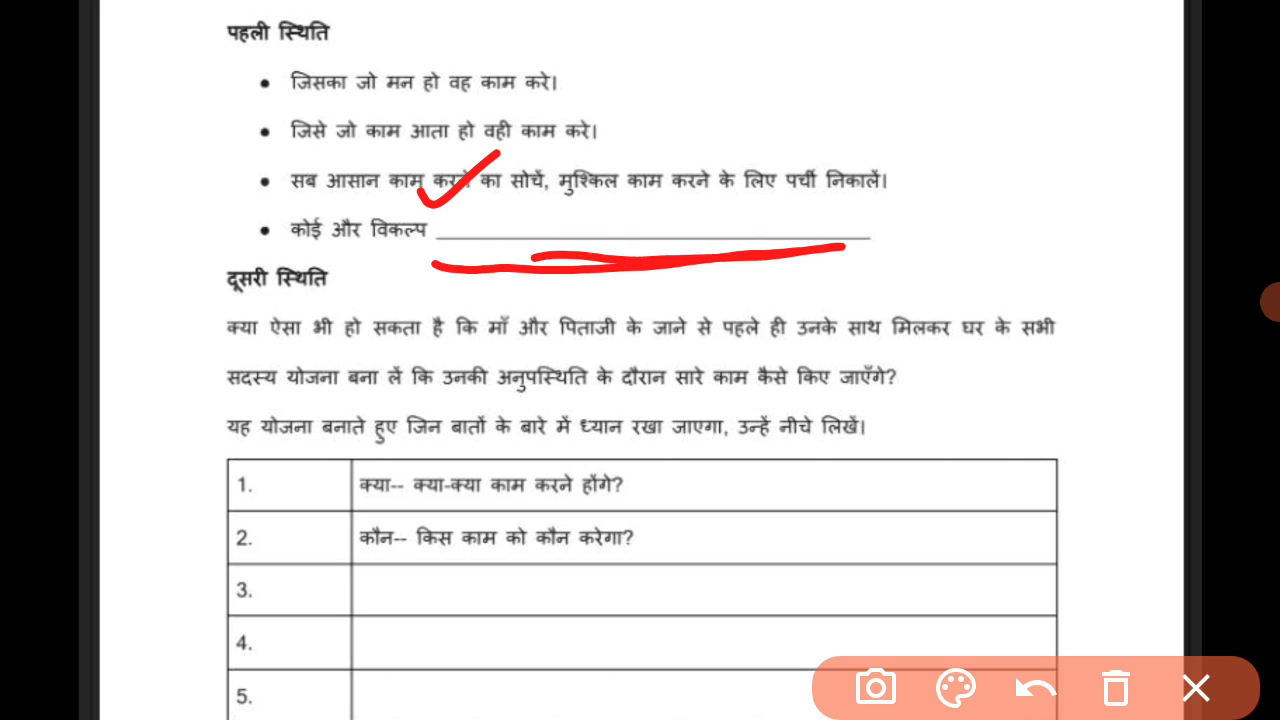 पहली स्थिति
• जिसका जो मन हो वह काम करे।
• जिसे जो काम आता हो वही काम करे।
• सब आसान काम करने का सोचें, मुश्किल काम करने के लिए पर्ची निकालें।
• कोई और विकल्प ____________________
दूसरी स्थिति
क्या ऐसा भी हो सकता है कि माँ और पिताजी के जाने से पहले ही उनके साथ मिलकर घर के सभी
सदस्य योजना बना लें कि उनकी अनुपस्थिति के दौरान सारे काम कैसे किए जाएँगे?
यह योजना बनाते हुए जिन बातों के बारे में ध्यान रखा जाएगा, उन्हें नीचे लिखें।
1. क्या-- क्या-क्या काम करने होंगे?
2. कौन-- किस काम को कौन करेगा?
3.
4.
5.